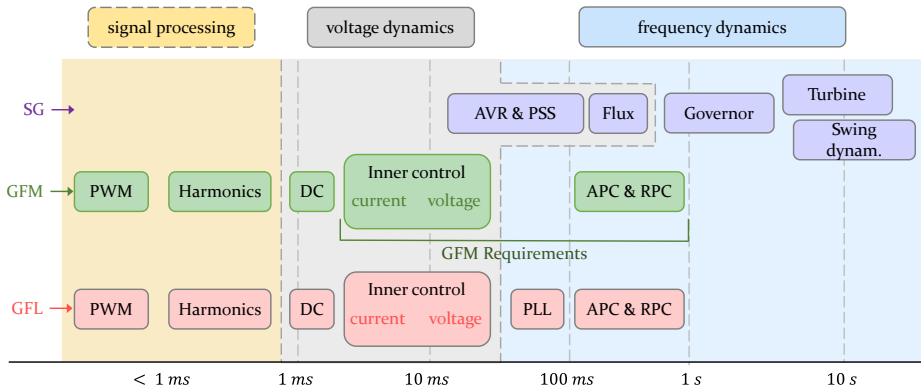 signal processing
voltage dynamics
frequency dynamics
SG
AVR & PSS
Flux
Governor
Turbine
Swing
dynam.
GFM
PWM
Harmonics
DC
Inner control
current voltage
APC & RPC
GFM Requirements
GFL
PWM
Harmonics
DC
Inner control
current voltage
PLL
APC & RPC
< 1 ms
1 ms
10 ms
100 ms
1 s
10 s